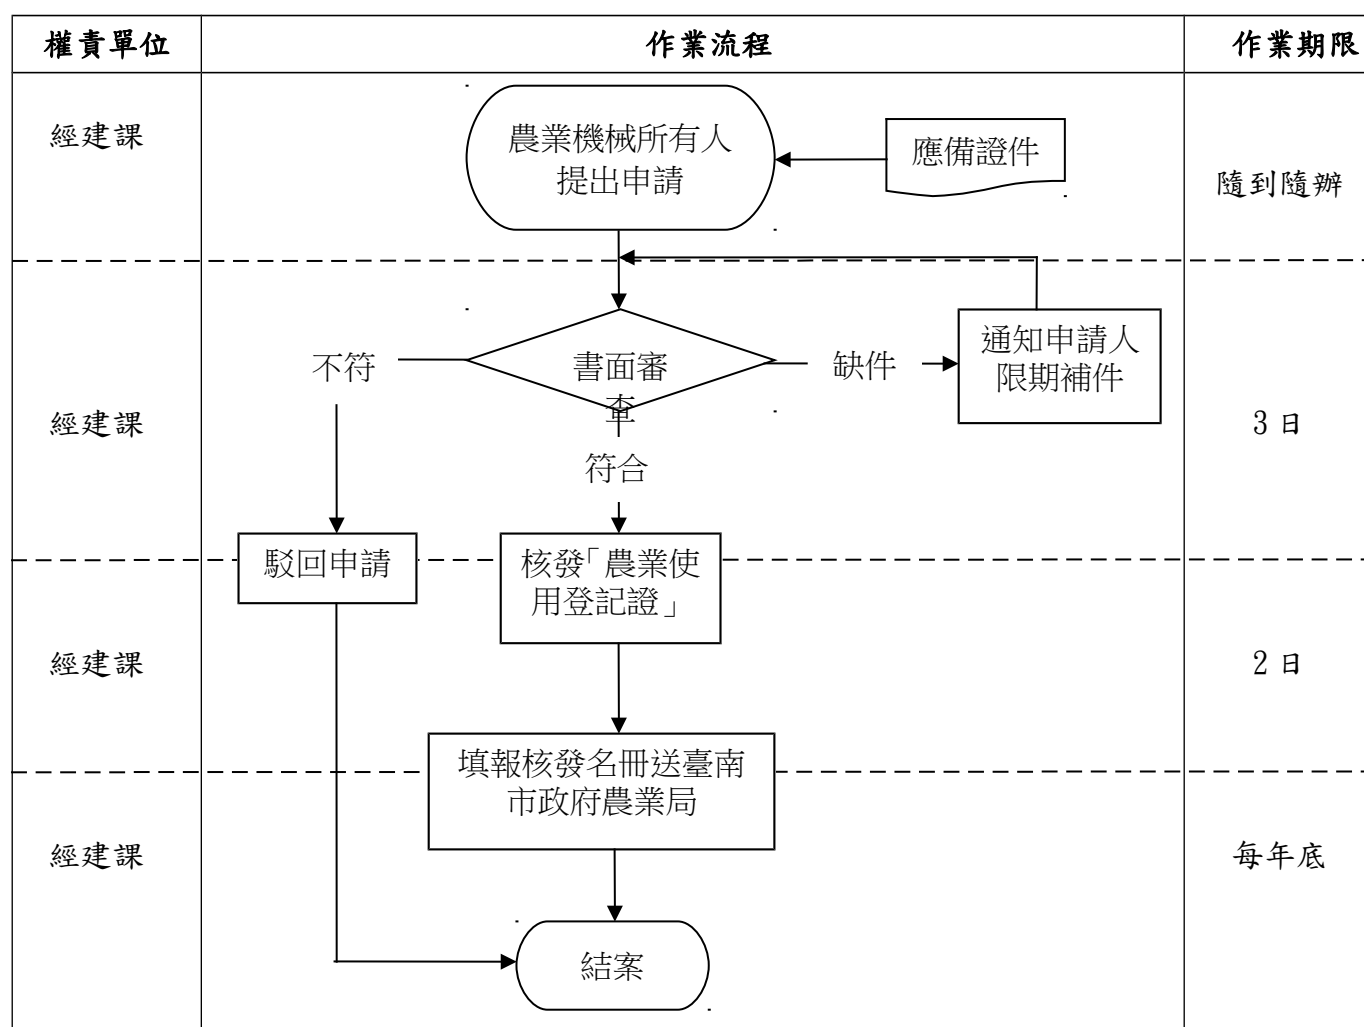 權責單位
作業流程
作業期限
經建課
農業機械所有人
提出申請
應備證件
隨到隨辦
不符
書面審
查
缺件
通知申請人
限期補件
經建課
3 日
符合
駁回申請
核發「農業使
用登記證」
經建課
2 日
填報核發名冊送臺南
市政府農業局
經建課
每年底
結案